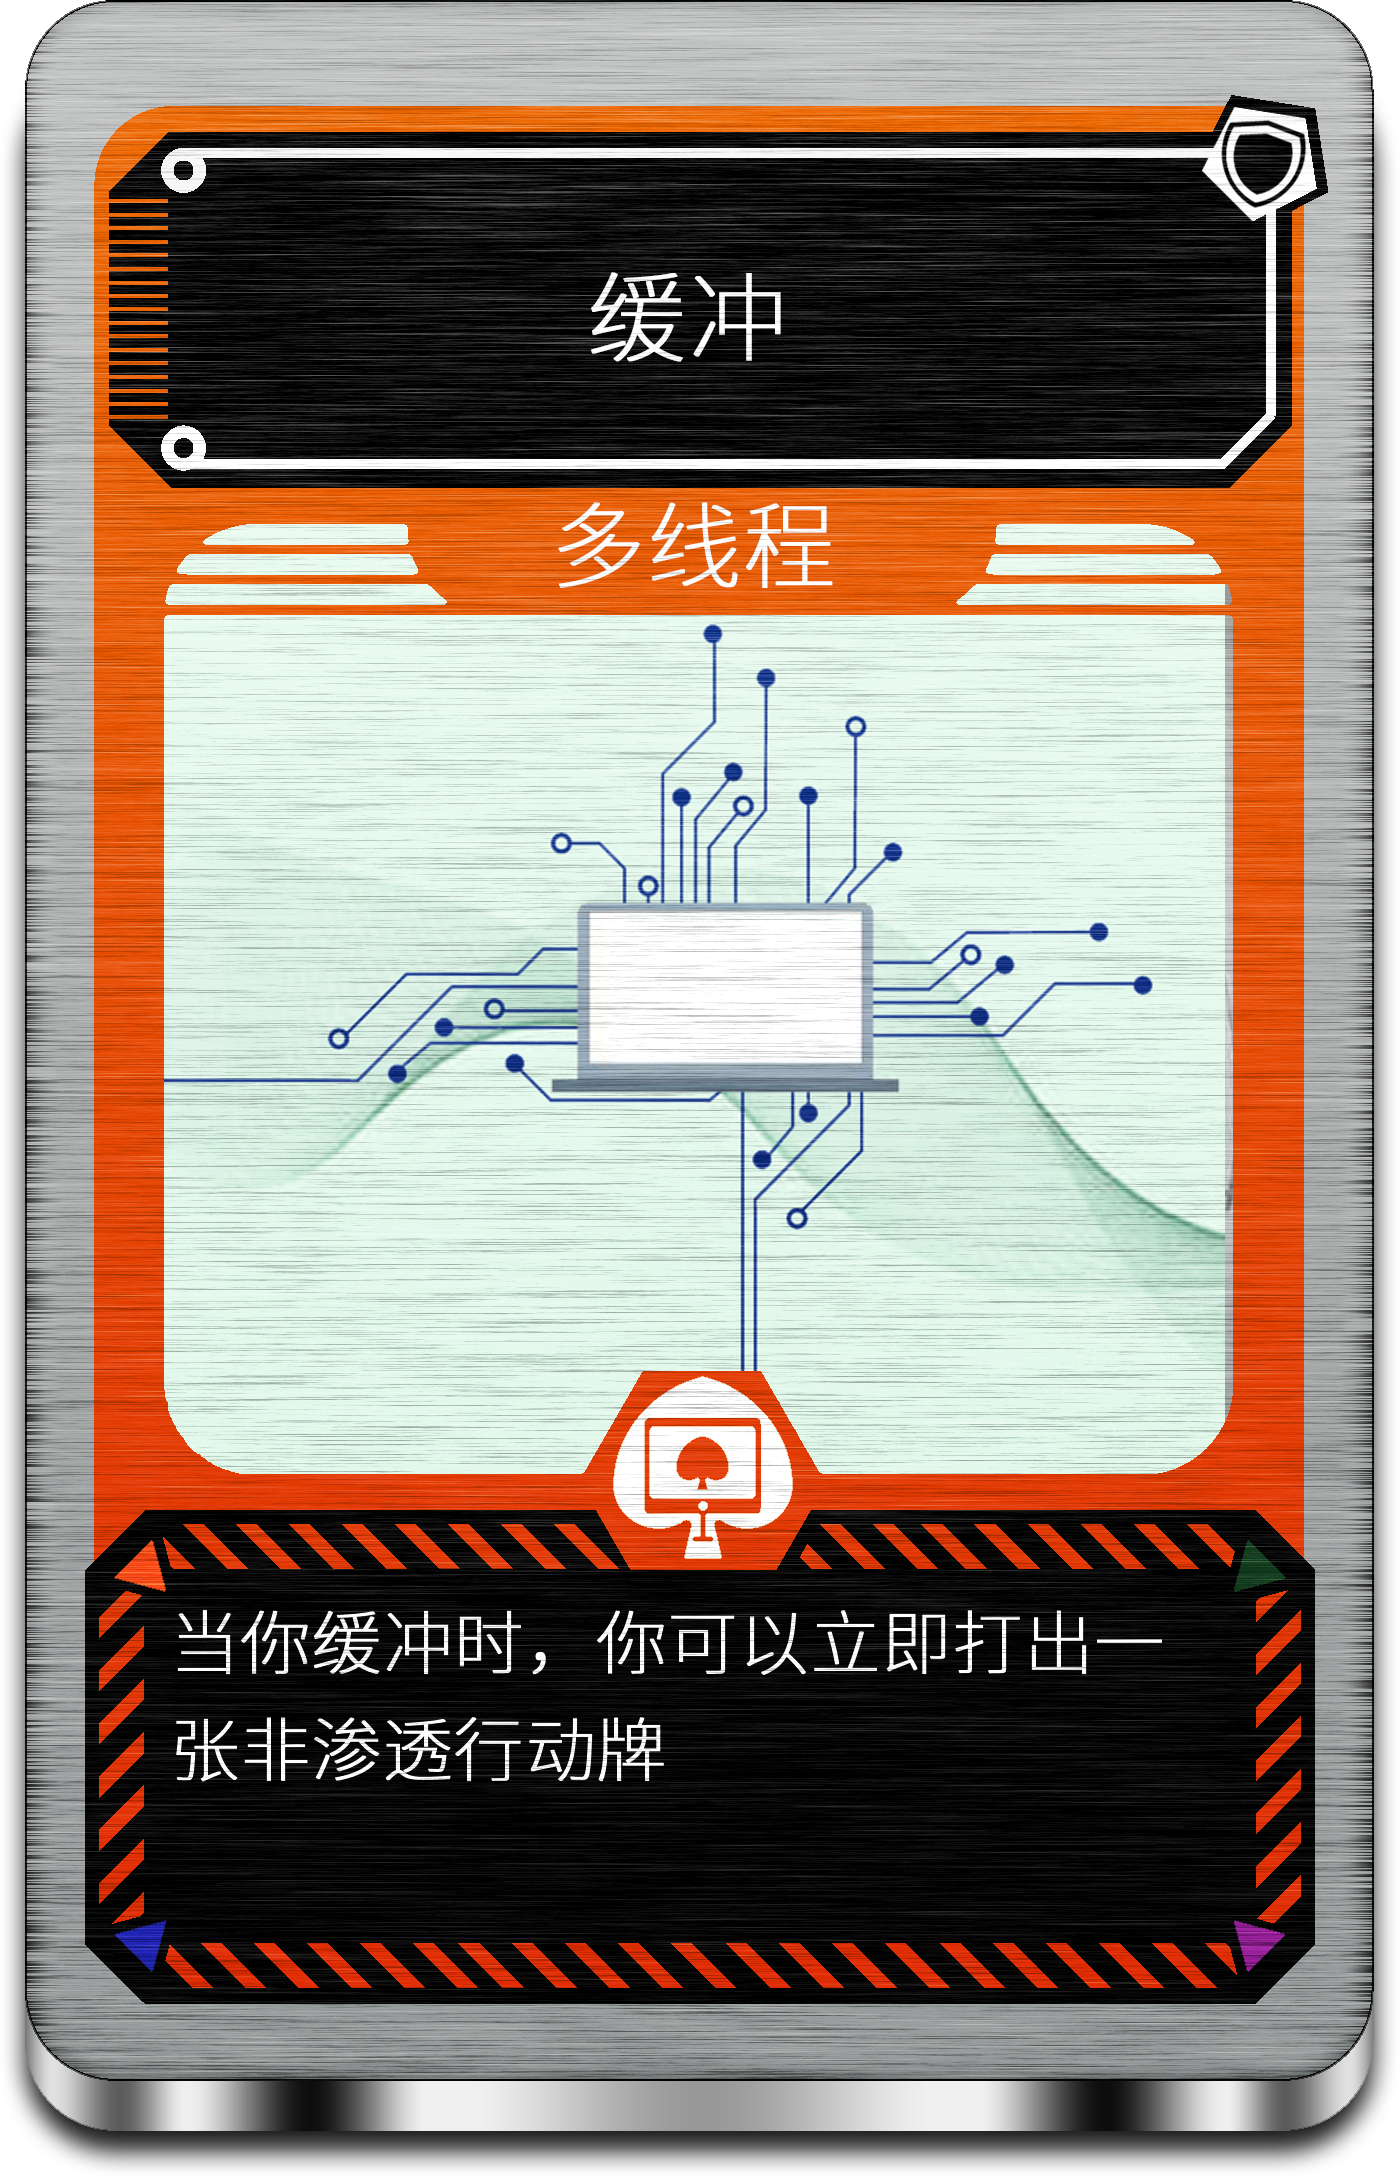 缓冲
多线程
当你缓冲时，你可以立即打出一
张非渗透行动牌